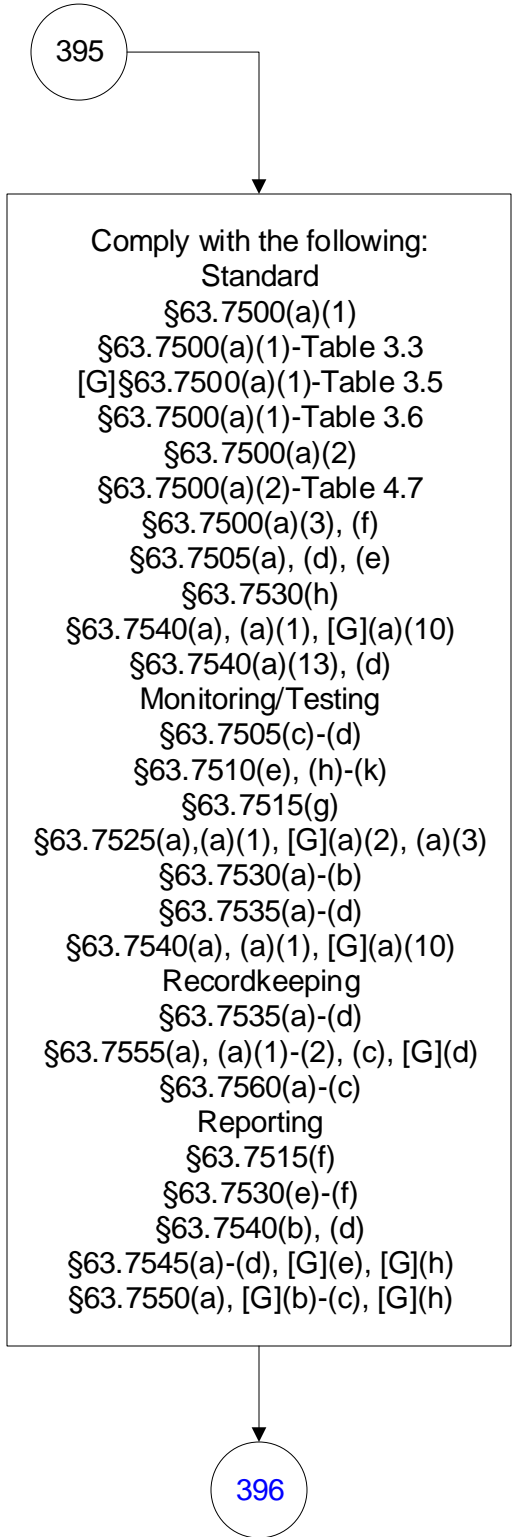 395
Comply with the following:
Standard
§63.7500(a)(1)
§63.7500(a)(1)-Table 3.3
[G]§63.7500(a)(1)-Table 3.5
§63.7500(a)(1)-Table 3.6
§63.7500(a)(2)
§63.7500(a)(2)-Table 4.7
§63.7500(a)(3), (f)
§63.7505(a), (d), (e)
§63.7530(h)
§63.7540(a), (a)(1), [G](a)(10)
§63.7540(a)(13), (d)
Monitoring/Testing
§63.7505(c)-(d)
§63.7510(e), (h)-(k)
§63.7515(g)
§63.7525(a),(a)(1), [G](a)(2), (a)(3)
§63.7530(a)-(b)
§63.7535(a)-(d)
§63.7540(a), (a)(1), [G](a)(10)
Recordkeeping
§63.7535(a)-(d)
§63.7555(a), (a)(1)-(2), (c), [G](d)
§63.7560(a)-(c)
Reporting
§63.7515(f)
§63.7530(e)-(f)
§63.7540(b), (d)
§63.7545(a)-(d), [G](e), [G](h)
§63.7550(a), [G](b)-(c), [G](h)
396